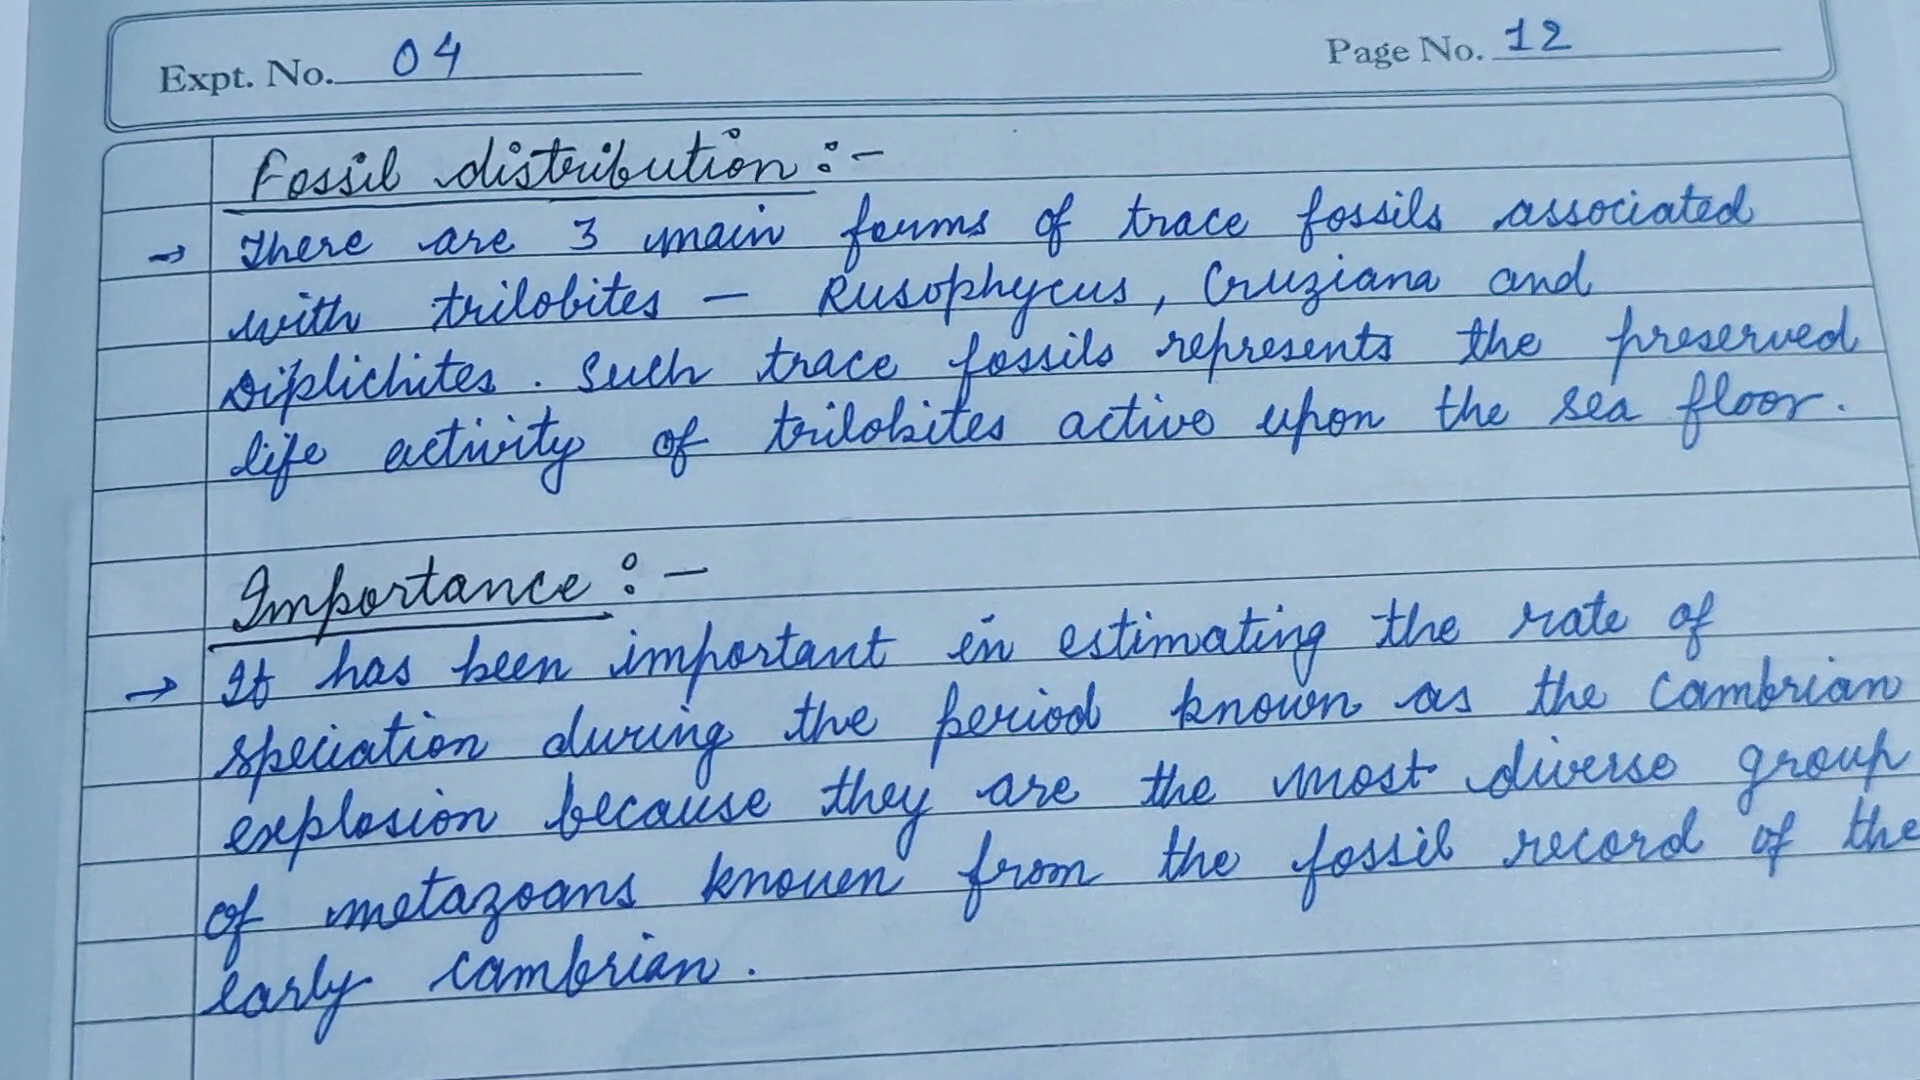 Expt. No. 04
Page No. 12
Fossil distribution :-
→ There are 3 main forms of trace fossils associated
with trilobites - Rusophycus, Cruziana and
Diplichites. Such trace fossils represents the preserved
life activity of trilobites active upon the sea floor.
Importance :-
→ It has been important in estimating the rate of
speciation during the period known as the Cambrian
explosion because they are the most diverse group
of metazoans known from the fossil record of the
early Cambrian.